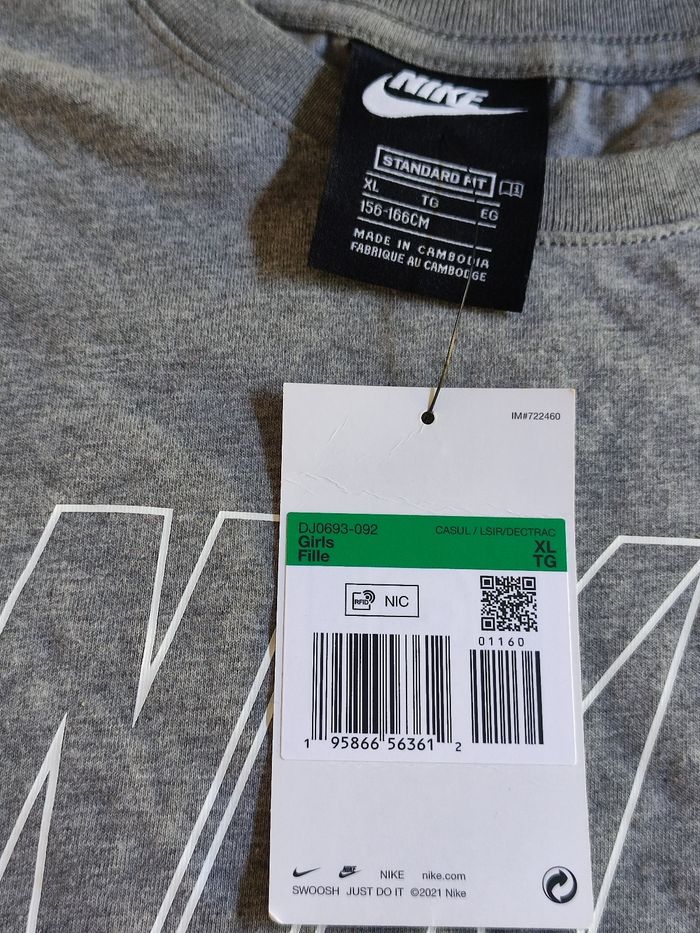 NIKE
STANDARD FIT
XL TG EG
156-166CM
MADE IN CAMBODIA
FABRIQUE AU CAMBODGE
IM#722460
DJ0693-092 CASUL / LSIR/DECTRAC
Girls XL
Fille TG
RFID NIC
01160
1 95866 56361 2
NIKE NIKE nike.com
SWOOSH JUST DO IT ©2021 Nike